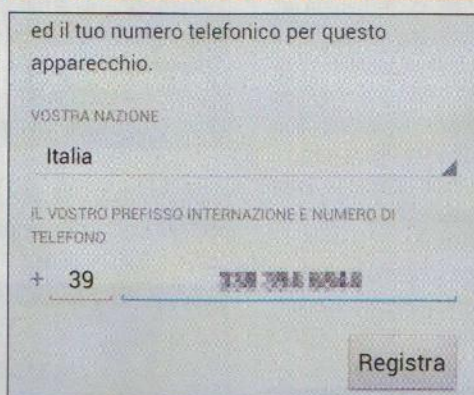 ed il tuo numero telefonico per questo
apparecchio.
VOSTRA NAZIONE
Italia
IL VOSTRO PREFISSO INTERNAZIONE E NUMERO DI
TELEFONO
+ 39
Registra